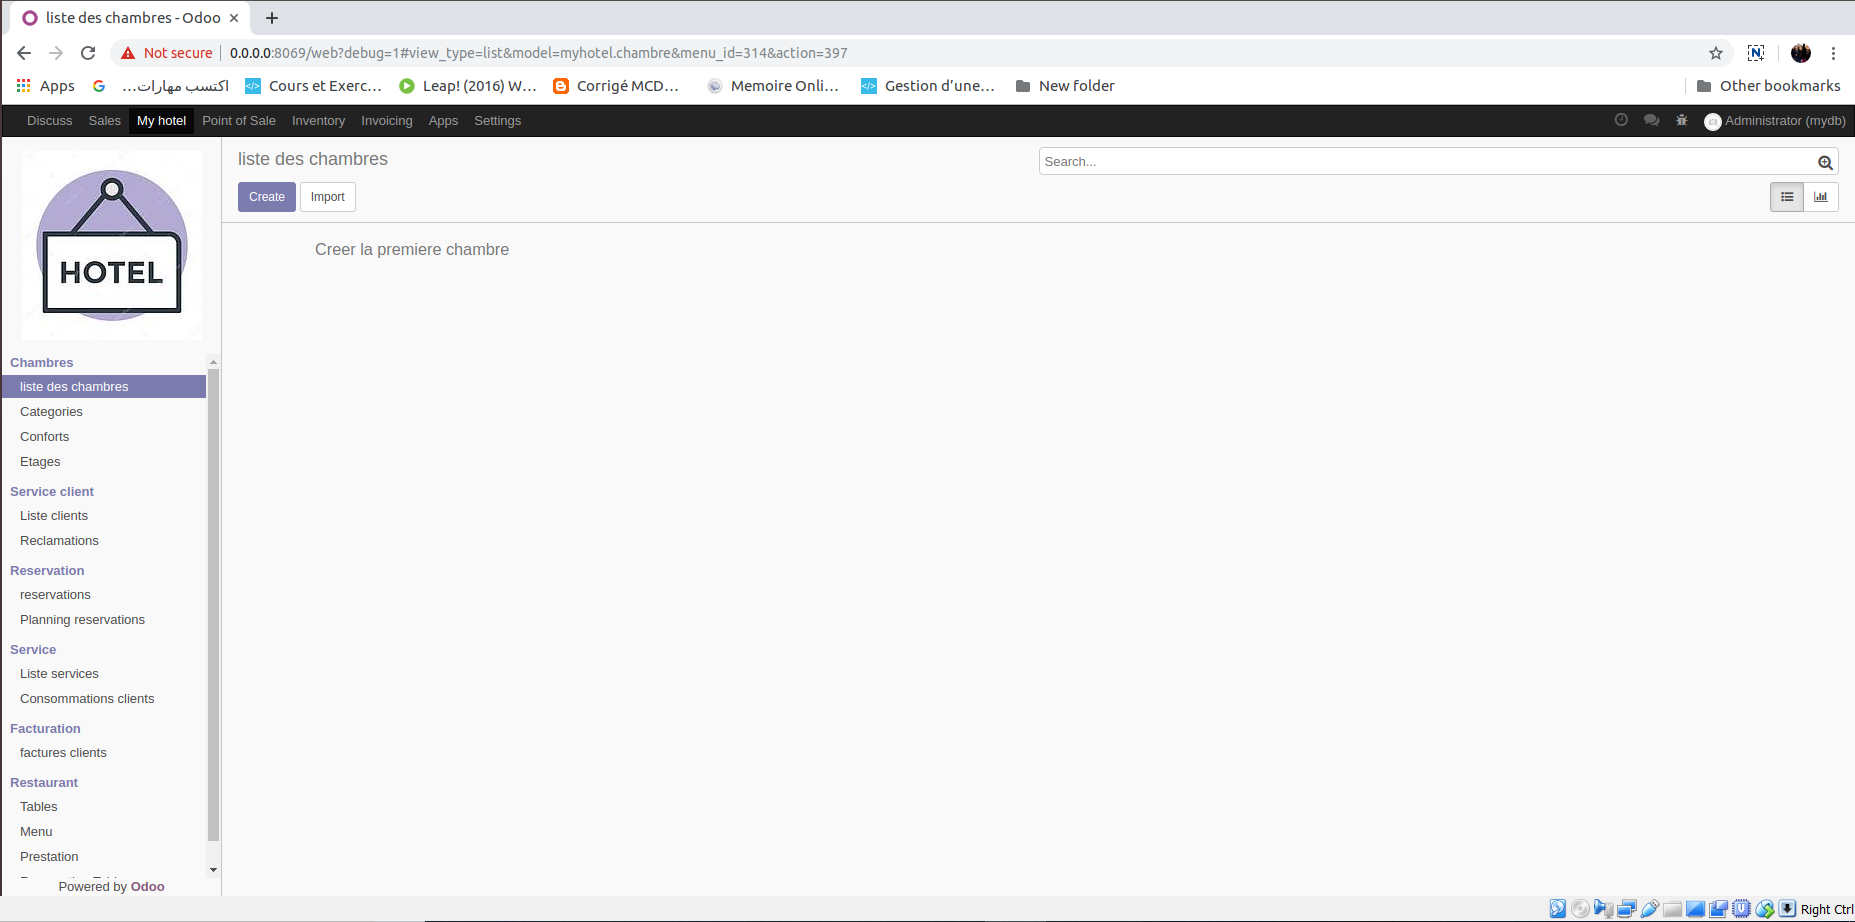 liste des chambres - Odoo
Not secure
0.0.0.0:8069/web?debug=1#view_type=list&model=myhotel.chambre&menu_id=314&action=397
Apps
اكتسب مهارات...
Cours et Exerc...
Leap! (2016) W...
Corrigé MCD...
Memoire Onli...
Gestion d'une...
New folder
Other bookmarks
Discuss
Sales
My hotel
Point of Sale
Inventory
Invoicing
Apps
Settings
Administrator (mydb)
HOTEL
liste des chambres
Search...
Create
Import
Creer la premiere chambre
Chambres
liste des chambres
Categories
Conforts
Etages
Service client
Liste clients
Reclamations
Reservation
reservations
Planning reservations
Service
Liste services
Consommations clients
Facturation
factures clients
Restaurant
Tables
Menu
Prestation
Powered by Odoo
Right Ctrl